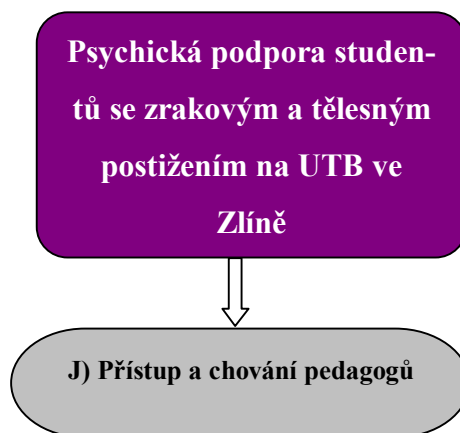 Psychická podpora studen-
tů se zrakovým a tělesným
postižením na UTB ve
Zlíně
J) Přístup a chování pedagogů